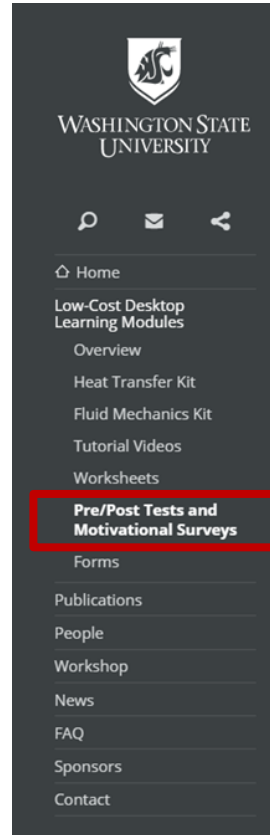 WASHINGTON STATE
UNIVERSITY
Home
Low-Cost Desktop
Learning Modules
Overview
Heat Transfer Kit
Fluid Mechanics Kit
Tutorial Videos
Worksheets
Pre/Post Tests and
Motivational Surveys
Forms
Publications
People
Workshop
News
FAQ
Sponsors
Contact